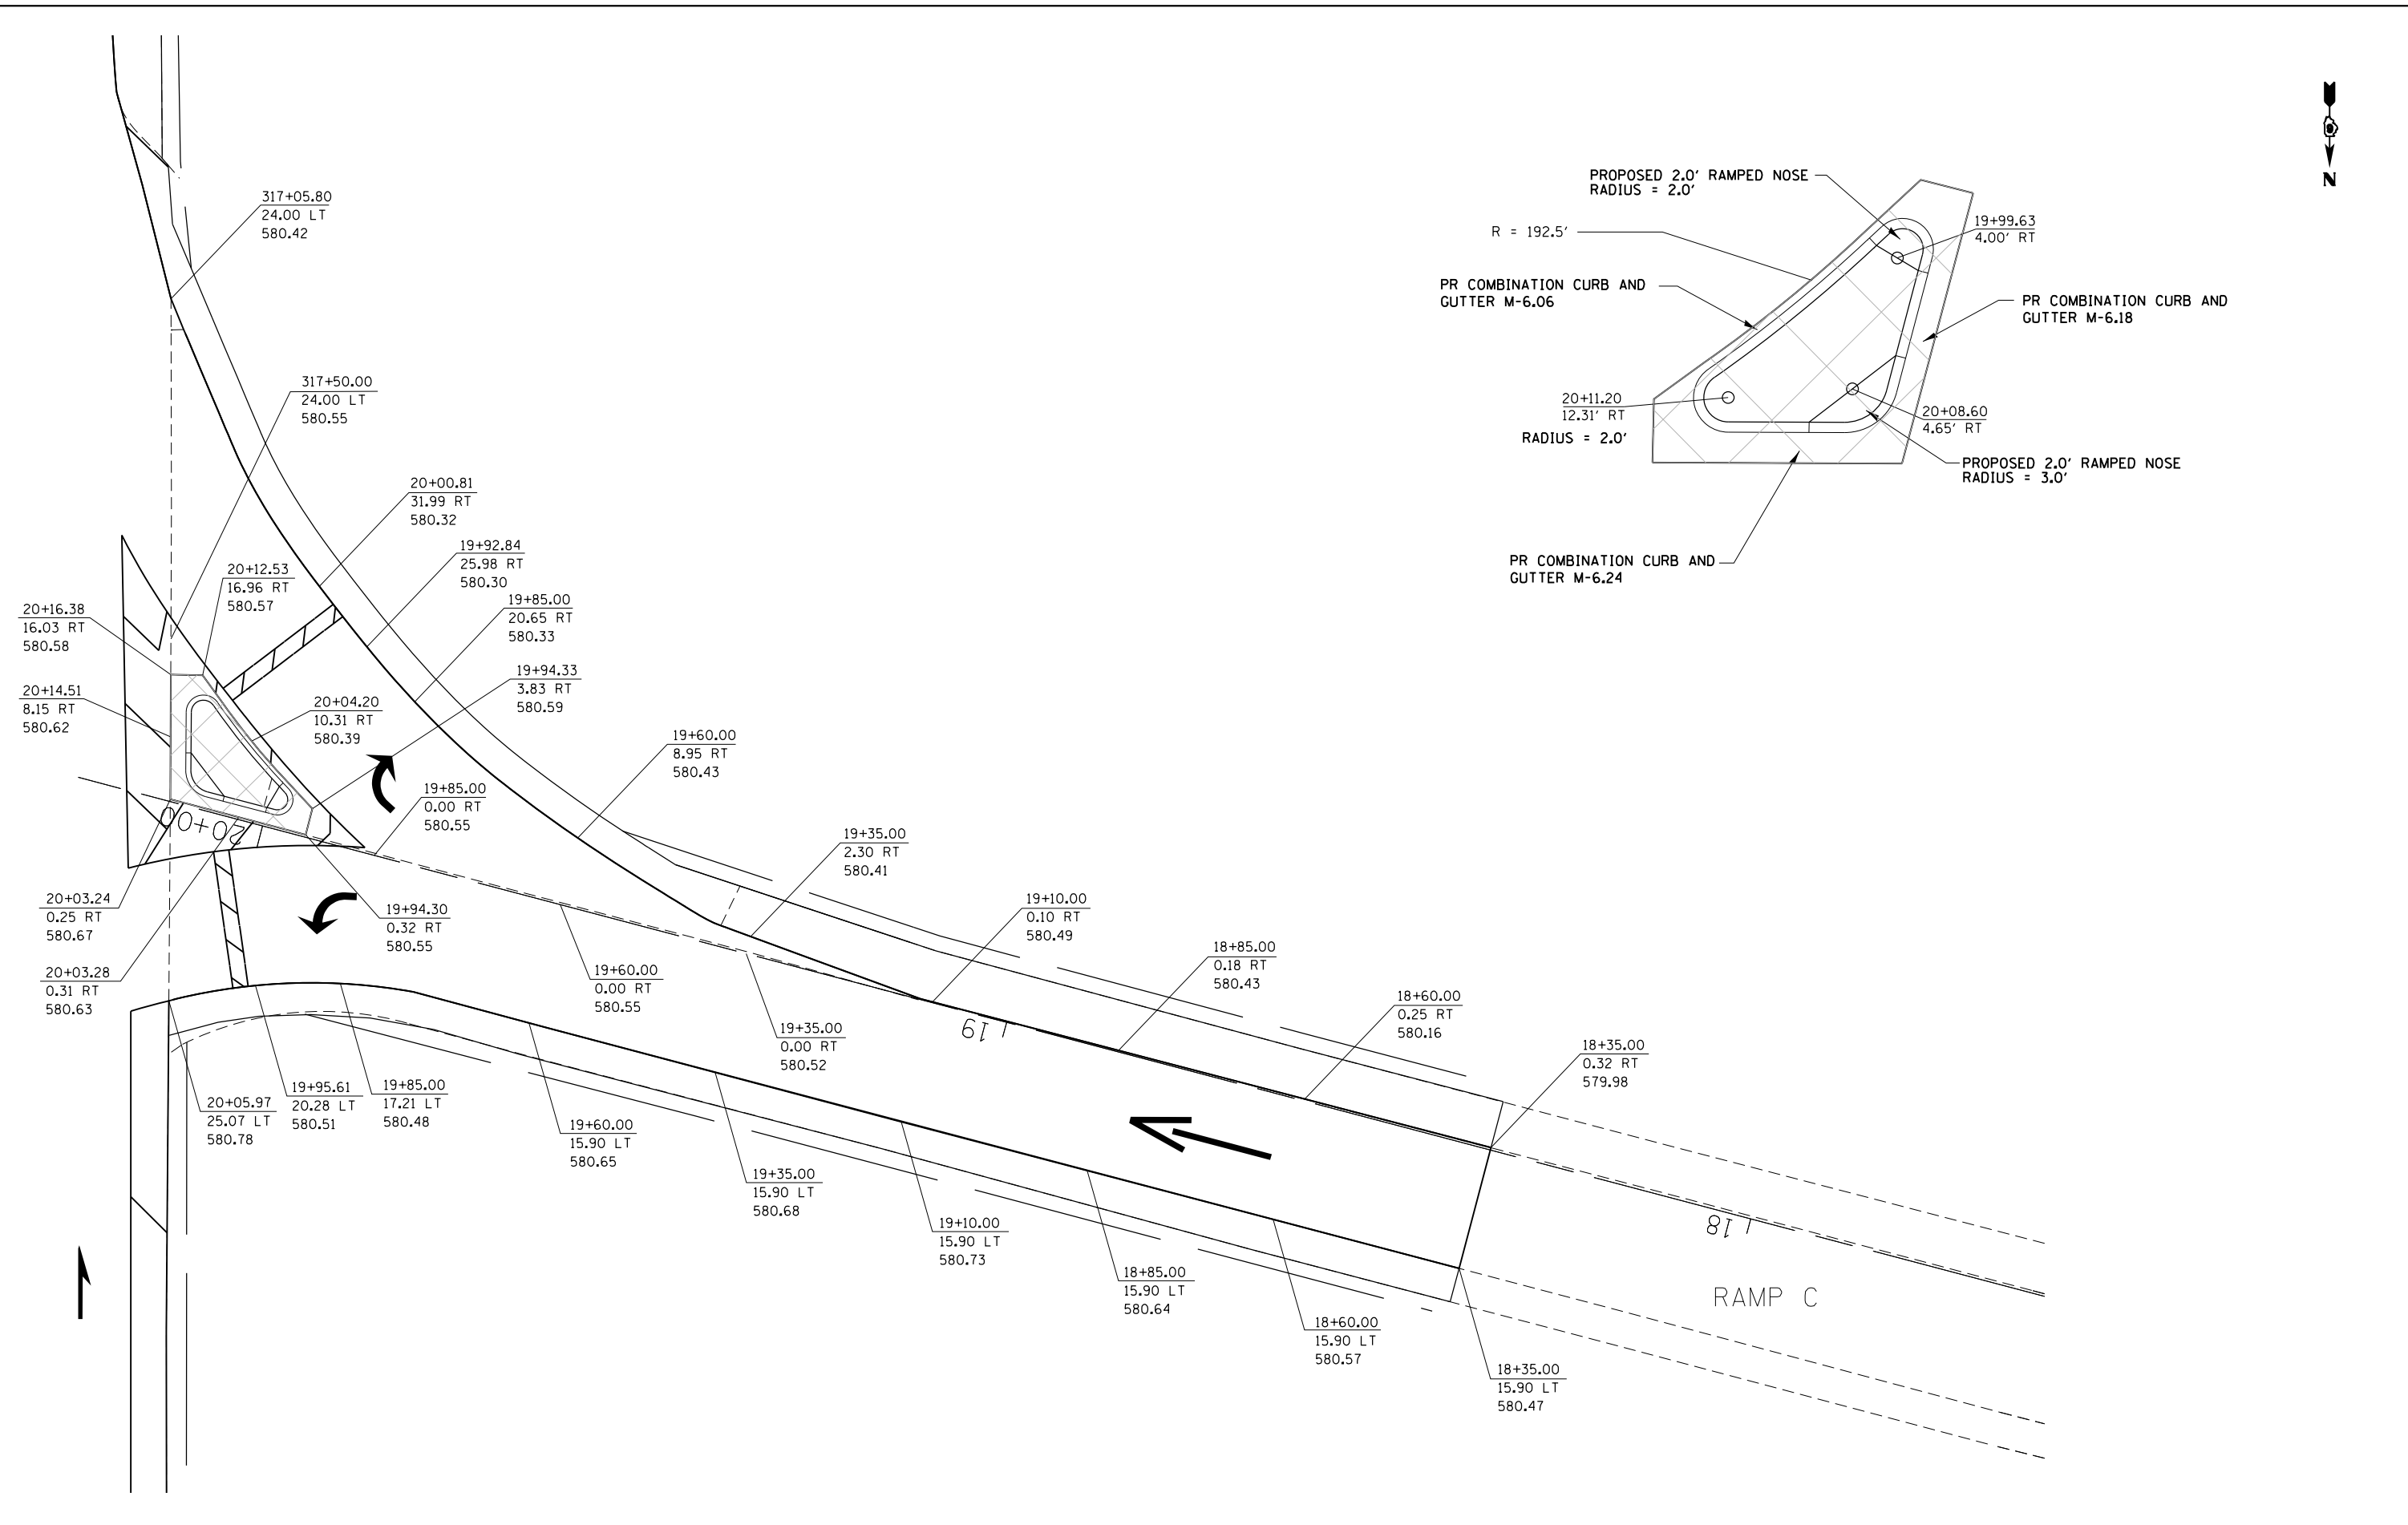 317+05.80
24.00 LT
580.42
317+50.00
24.00 LT
580.55
20+00.81
31.99 RT
580.32
19+92.84
25.98 RT
580.30
20+12.53
16.96 RT
580.57
19+85.00
20.65 RT
580.33
20+16.38
16.03 RT
580.58
19+94.33
3.83 RT
580.59
20+14.51
8.15 RT
580.62
20+04.20
10.31 RT
580.39
19+60.00
8.95 RT
580.43
19+85.00
0.00 RT
580.55
20+00
19+35.00
2.30 RT
580.41
20+03.24
0.25 RT
580.67
19+94.30
0.32 RT
580.55
19+10.00
0.10 RT
580.49
20+03.28
0.31 RT
580.63
19+60.00
0.00 RT
580.55
18+85.00
0.18 RT
580.43
19+35.00
0.00 RT
580.52
19
18+60.00
0.25 RT
580.16
18+35.00
0.32 RT
579.98
20+05.97
25.07 LT
580.78
19+95.61
20.28 LT
580.51
19+85.00
17.21 LT
580.48
19+60.00
15.90 LT
580.65
19+35.00
15.90 LT
580.68
19+10.00
15.90 LT
580.73
18+85.00
15.90 LT
580.64
18+60.00
15.90 LT
580.57
18+35.00
15.90 LT
580.47
18
RAMP C
PROPOSED 2.0' RAMPED NOSE
RADIUS = 2.0'
R = 192.5'
19+99.63
4.00' RT
PR COMBINATION CURB AND
GUTTER M-6.06
PR COMBINATION CURB AND
GUTTER M-6.18
20+11.20
12.31' RT
RADIUS = 2.0'
20+08.60
4.65' RT
PROPOSED 2.0' RAMPED NOSE
RADIUS = 3.0'
PR COMBINATION CURB AND
GUTTER M-6.24
N